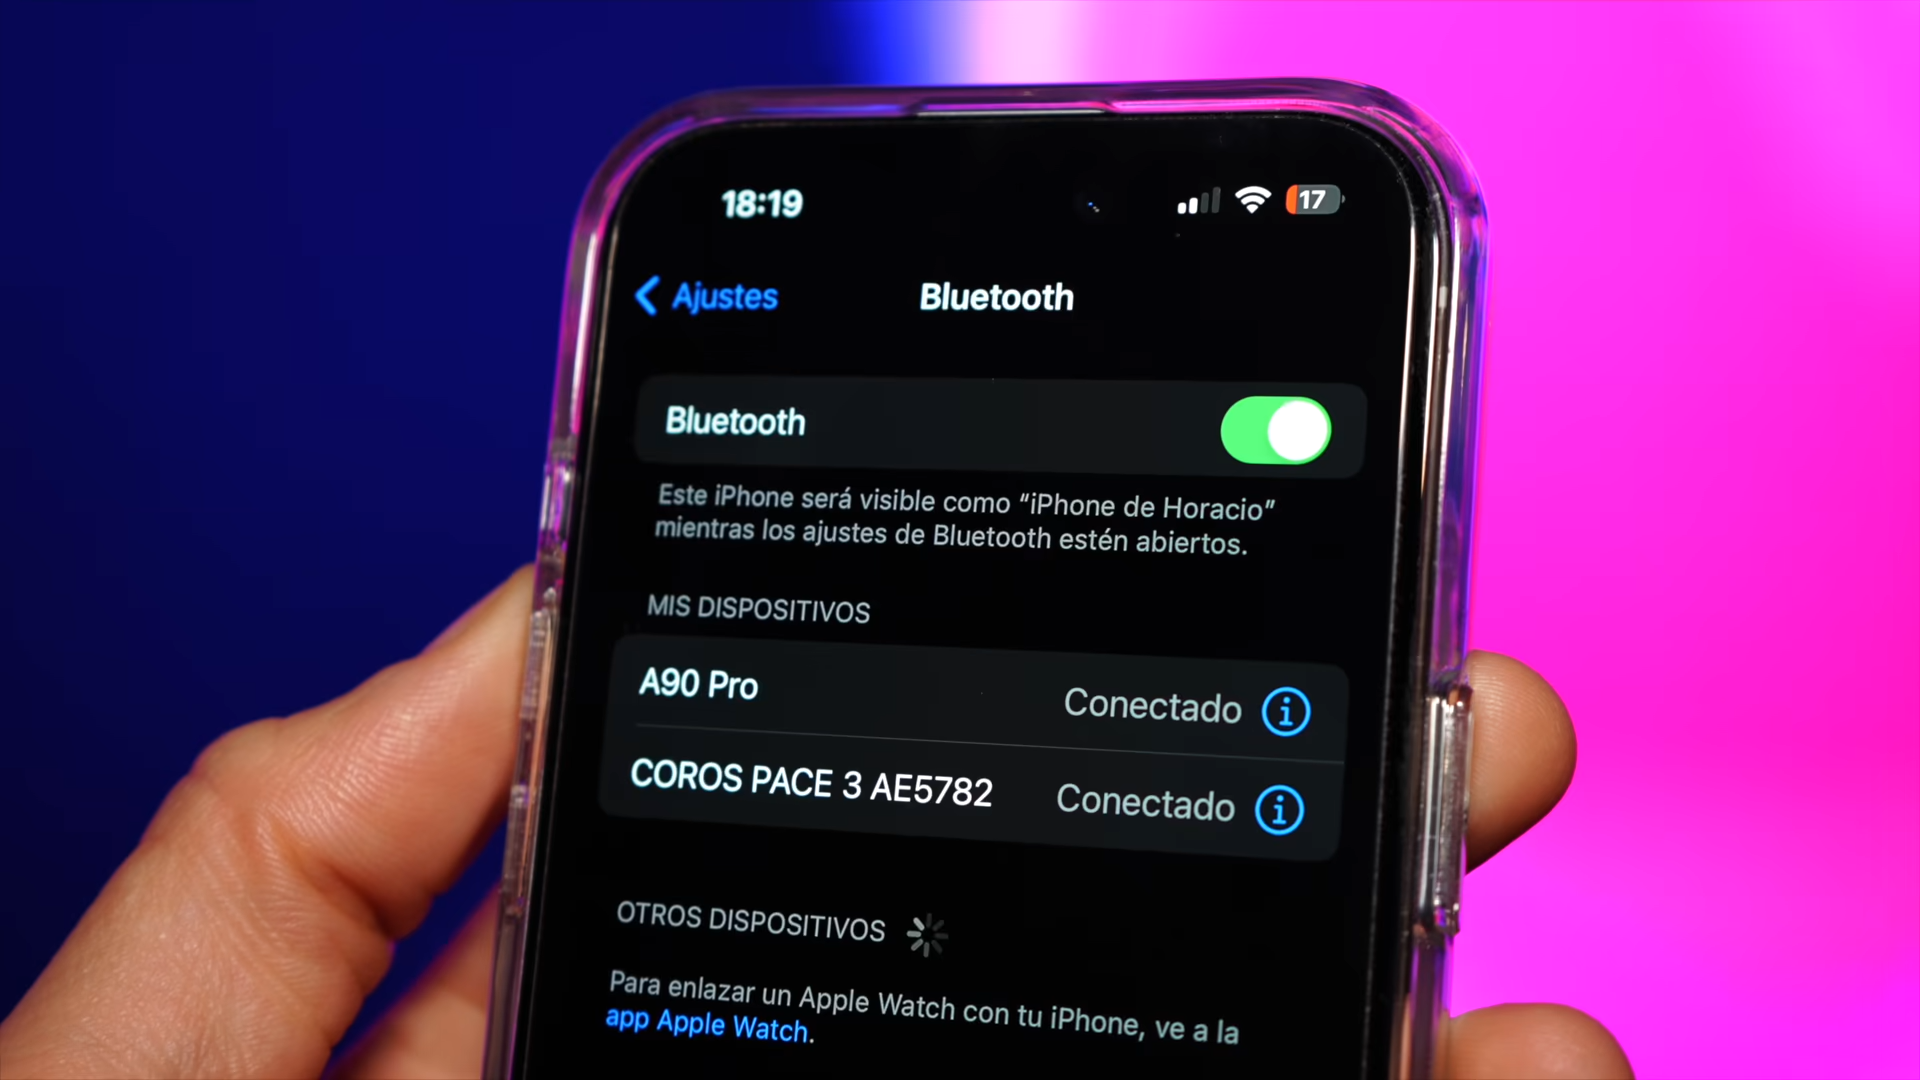 18:19
17
Ajustes
Bluetooth
Bluetooth
Este iPhone será visible como “iPhone de Horacio”
mientras los ajustes de Bluetooth estén abiertos.
MIS DISPOSITIVOS
A90 Pro
Conectado
COROS PACE 3 AE5782
Conectado
OTROS DISPOSITIVOS
Para enlazar un Apple Watch con tu iPhone, ve a la
app Apple Watch.